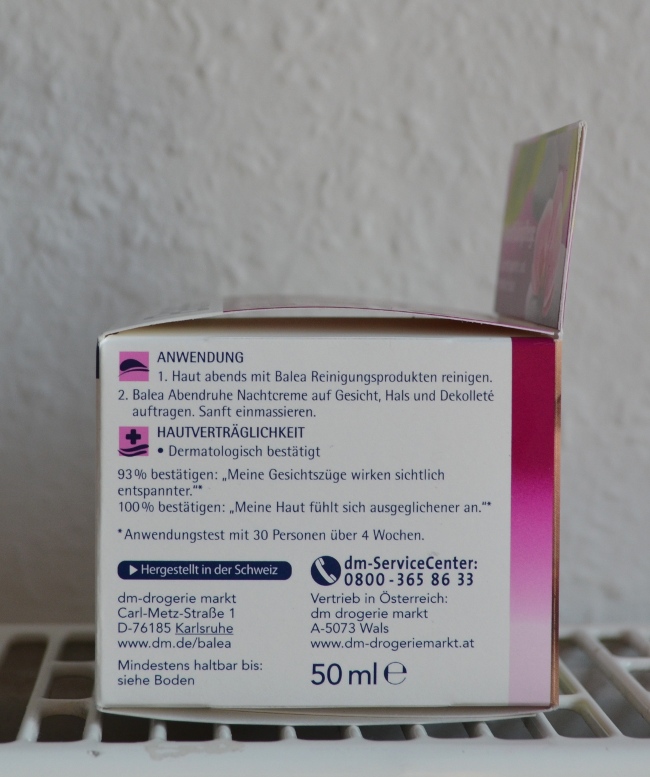 ANWENDUNG
1. Haut abends mit Balea Reinigungsprodukten reinigen.
2. Balea Abendruhe Nachtcreme auf Gesicht, Hals und Dekolleté
auftragen. Sanft einmassieren.
HAUTVERTRÄGLICHKEIT
• Dermatologisch bestätigt
93% bestätigen: „Meine Gesichtszüge wirken sichtlich
entspannter.“*
100% bestätigen: „Meine Haut fühlt sich ausgeglichener an.“*
*Anwendungstest mit 30 Personen über 4 Wochen.
▶ Hergestellt in der Schweiz
dm-drogerie markt
Carl-Metz-Straße 1
D-76185 Karlsruhe
www.dm.de/balea
Mindestens haltbar bis:
siehe Boden
dm-ServiceCenter:
0800-365 86 33
Vertrieb in Österreich:
dm drogerie markt
A-5073 Wals
www.dm-drogeriemarkt.at
50 ml ℮